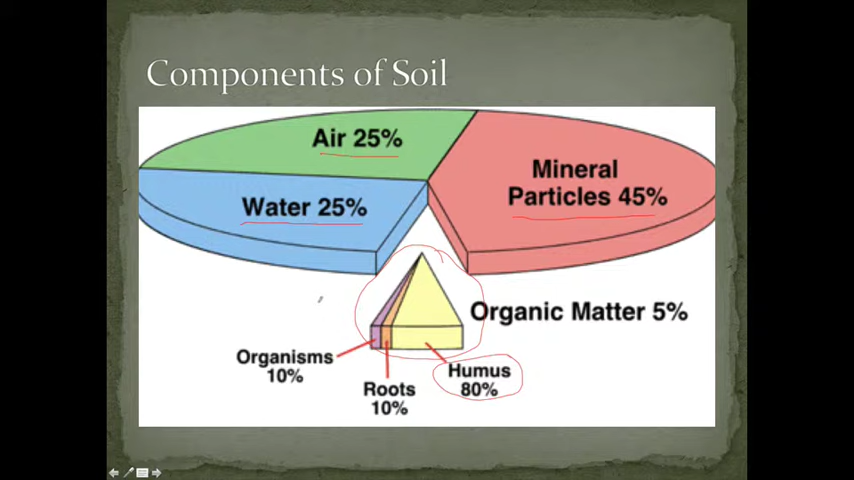 Components of Soil
Air 25%
Mineral
Particles 45%
Water 25%
Organic Matter 5%
Organisms
10%
Roots
10%
Humus
80%